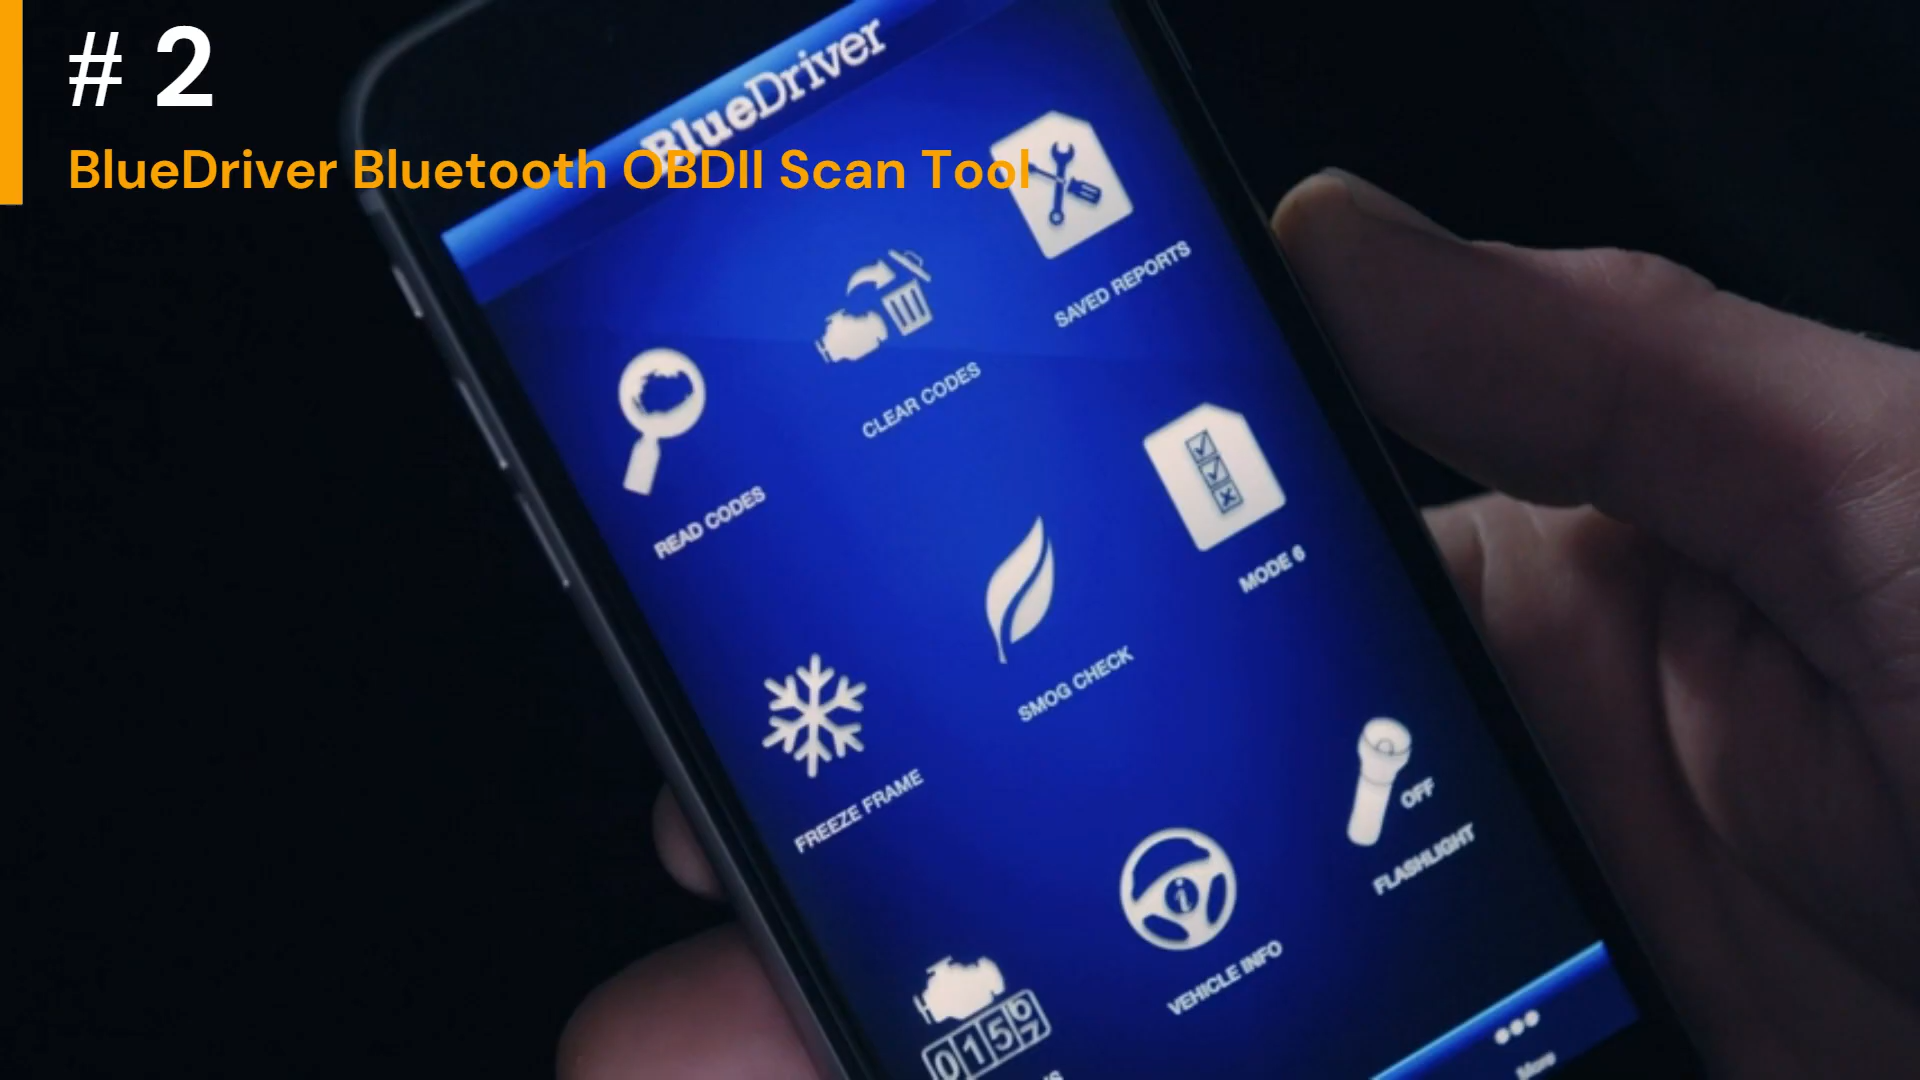 # 2
BlueDriver Bluetooth OBDII Scan Tool
BlueDriver
READ CODES
CLEAR CODES
SAVED REPORTS
FREEZE FRAME
SMOG CHECK
MODE 6
VEHICLE INFO
OFF
FLASHLIGHT
More